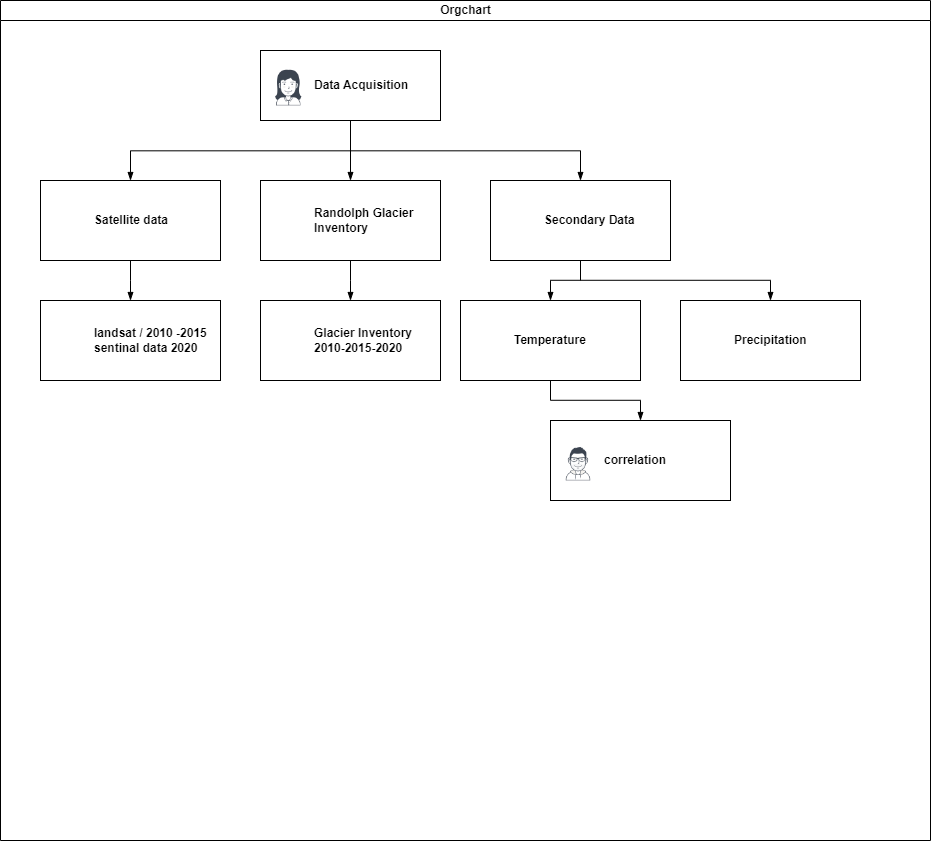 Orgchart
Data Acquisition
Satellite data
Randolph Glacier
Inventory
Secondary Data
landsat / 2010 -2015
sentinal data 2020
Glacier Inventory
2010-2015-2020
Temperature
Precipitation
correlation